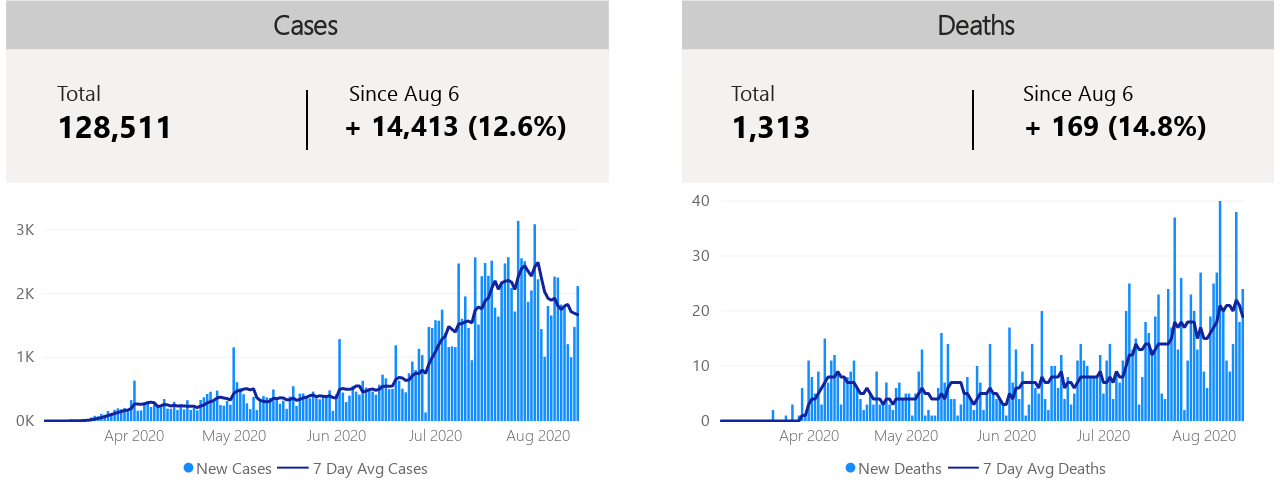 Cases
Total
Since Aug 6
128,511
+ 14,413 (12.6%)
3K
2K
1K
0K
Apr 2020
May 2020
Jun 2020
Jul 2020
Aug 2020
New Cases
7 Day Avg Cases
Deaths
Total
Since Aug 6
1,313
+ 169 (14.8%)
40
30
20
10
0
Apr 2020
May 2020
Jun 2020
Jul 2020
Aug 2020
New Deaths
7 Day Avg Deaths